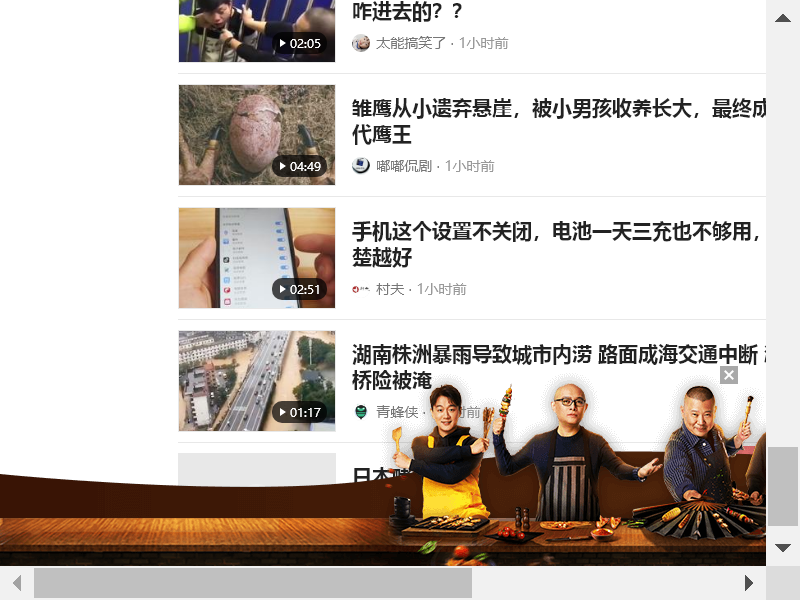 咋进去的？？
02:05
太能搞笑了 · 1小时前
雏鹰从小遗弃悬崖，被小男孩收养长大，最终成
代鹰王
04:49
嘟嘟侃剧 · 1小时前
手机这个设置不关闭，电池一天三充也不够用，
楚越好
02:51
村夫 · 1小时前
湖南株洲暴雨导致城市内涝 路面成海交通中断
桥险被淹
01:17
青蜂侠 · 时前
日本